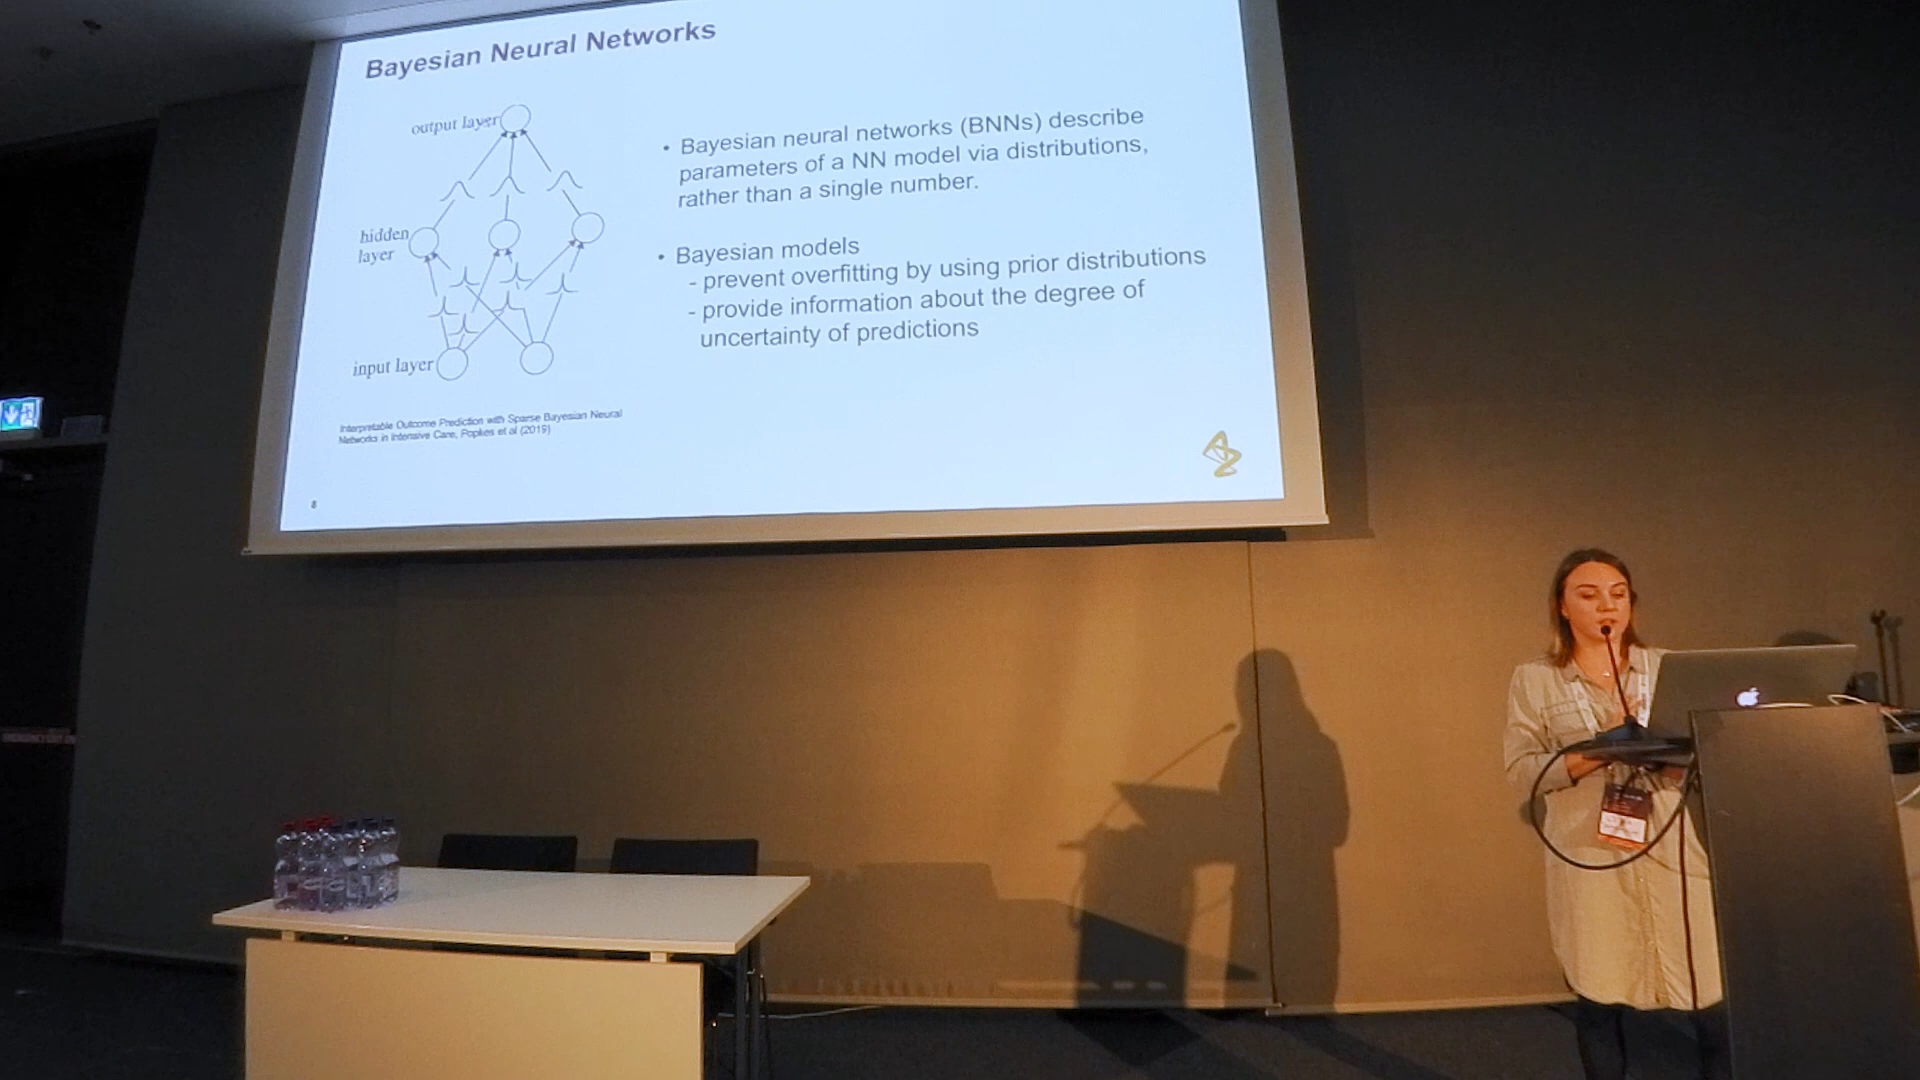 Bayesian Neural Networks
output layer
hidden
layer
input layer
• Bayesian neural networks (BNNs) describe
parameters of a NN model via distributions,
rather than a single number.
• Bayesian models
- prevent overfitting by using prior distributions
- provide information about the degree of
uncertainty of predictions
Interpretable Outcome Prediction with Sparse Bayesian Neural
Networks in Intensive Care, Popkes et al (2019)
8